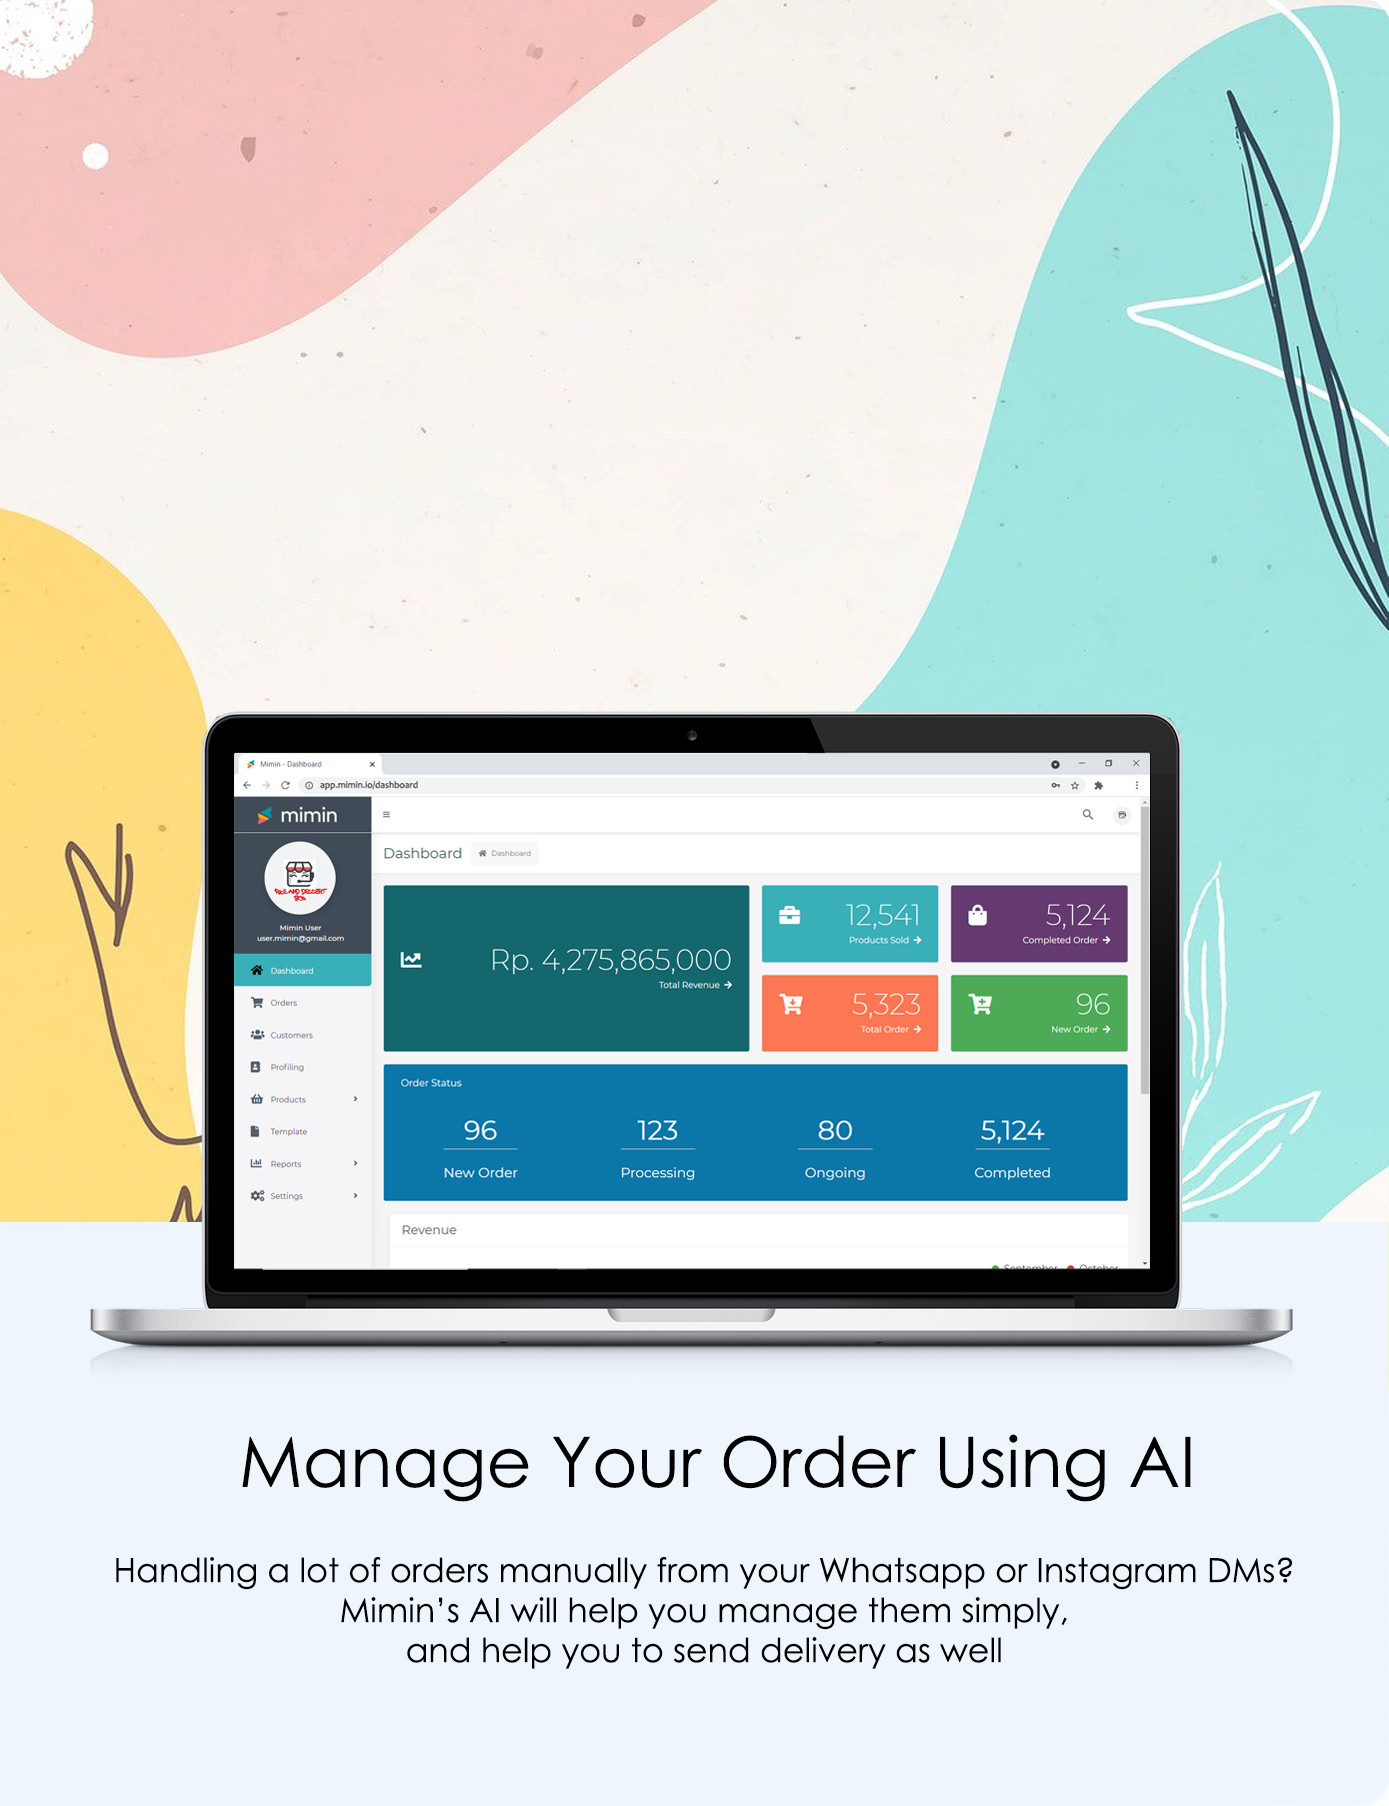 Mimin - Dashboard
app.mimin.io/dashboard
mimin
Dashboard
Dashboard
Mimin User
user.mimin@gmail.com
Dashboard
Orders
Customers
Profiling
Products
Template
Reports
Settings
Rp. 4,275,865,000
Total Revenue
12,541
Products Sold
5,124
Completed Order
5,323
Total Order
96
New Order
Order Status
96
New Order
123
Processing
80
Ongoing
5,124
Completed
Revenue
September
October
Manage Your Order Using AI
Handling a lot of orders manually from your Whatsapp or Instagram DMs?
Mimin’s AI will help you manage them simply,
and help you to send delivery as well